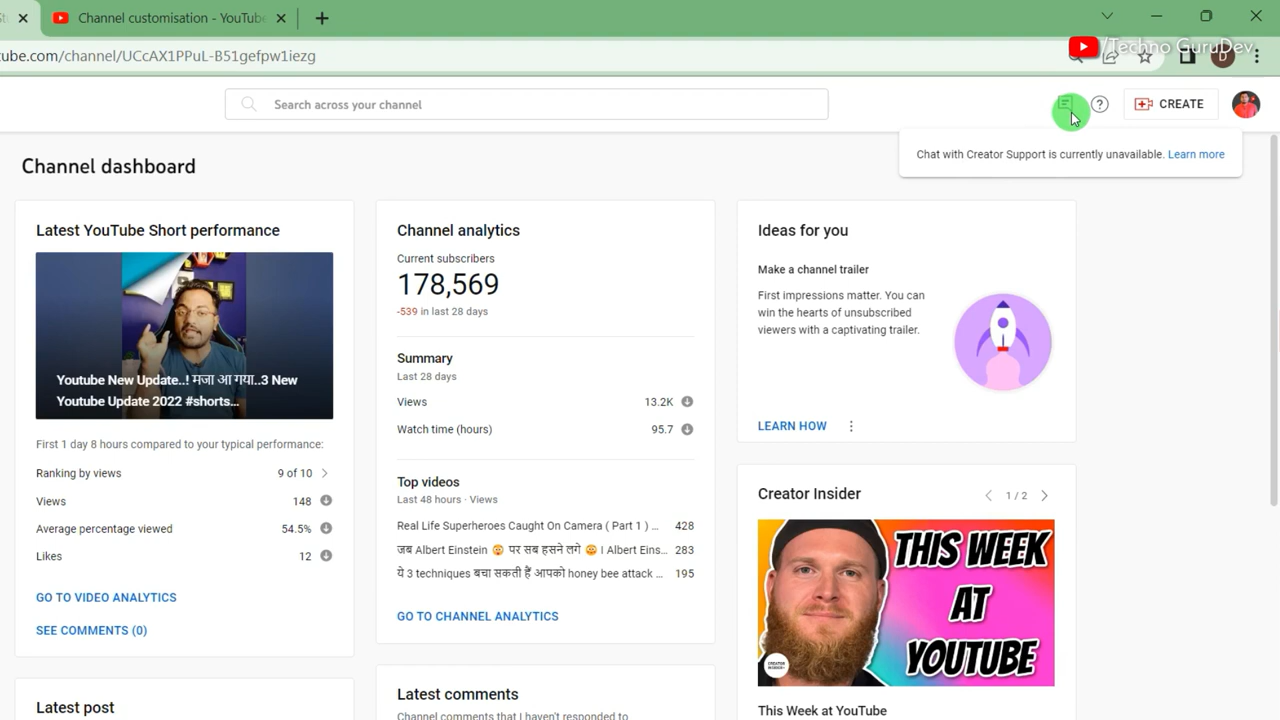 Channel customisation - YouTube
ube.com/channel/UCcAX1PPuL-B51gefpw1iezg
/Techno GuruDev
D
Search across your channel
CREATE
Chat with Creator Support is currently unavailable. Learn more
Channel dashboard
Latest YouTube Short performance
Youtube New Update..! मजा आ गया..3 New
Youtube Update 2022 #shorts...
First 1 day 8 hours compared to your typical performance:
Ranking by views 9 of 10
Views 148
Average percentage viewed 54.5%
Likes 12
GO TO VIDEO ANALYTICS
SEE COMMENTS (0)
Latest post
Channel analytics
Current subscribers
178,569
-539 in last 28 days
Summary
Last 28 days
Views 13.2K
Watch time (hours) 95.7
Top videos
Last 48 hours · Views
Real Life Superheroes Caught On Camera ( Part 1 ) ... 428
जब Albert Einstein 😳 पर सब हसने लगे 😳 I Albert Eins... 283
ये 3 techniques बचा सकती हैं आपको honey bee attack ... 195
GO TO CHANNEL ANALYTICS
Latest comments
Channel comments that I haven't responded to
Ideas for you
Make a channel trailer
First impressions matter. You can
win the hearts of unsubscribed
viewers with a captivating trailer.
LEARN HOW
Creator Insider
1 / 2
THIS WEEK
AT
YOUTUBE
CREATOR
INSIDER
This Week at YouTube